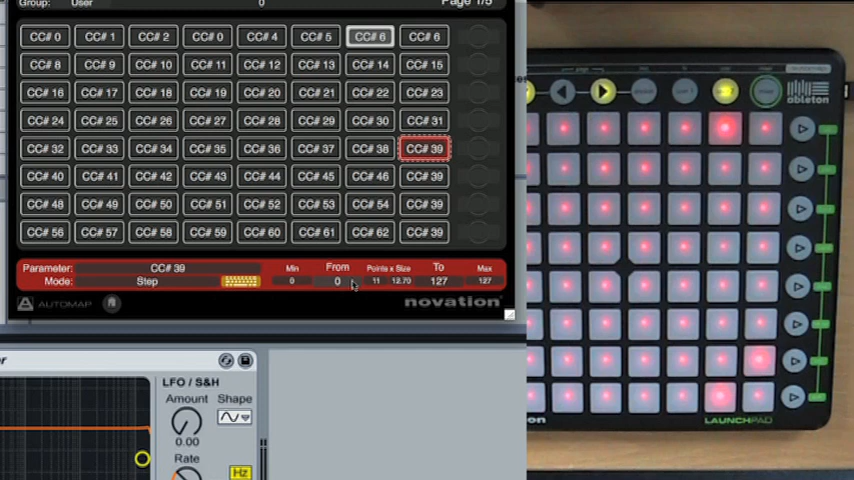 Group: User 0 Page 1/5
CC# 0 CC# 1 CC# 2 CC# 0 CC# 4 CC# 5 CC# 6 CC# 6
CC# 8 CC# 9 CC# 10 CC# 11 CC# 12 CC# 13 CC# 14 CC# 15
CC# 16 CC# 17 CC# 18 CC# 19 CC# 20 CC# 21 CC# 22 CC# 23
CC# 24 CC# 25 CC# 26 CC# 27 CC# 28 CC# 29 CC# 30 CC# 31
CC# 32 CC# 33 CC# 34 CC# 35 CC# 36 CC# 37 CC# 38 CC# 39
CC# 40 CC# 41 CC# 42 CC# 43 CC# 44 CC# 45 CC# 46 CC# 39
CC# 48 CC# 49 CC# 50 CC# 51 CC# 52 CC# 53 CC# 54 CC# 39
CC# 56 CC# 57 CC# 58 CC# 59 CC# 60 CC# 61 CC# 62 CC# 39
Parameter: CC# 39 Min From Points x Size To Max
Mode: Step 0 0 11 12.70 127 127
AUTOMAP novation
LFO / S&H
Amount Shape
0.00
Rate
Hz
ableton
LAUNCHPAD